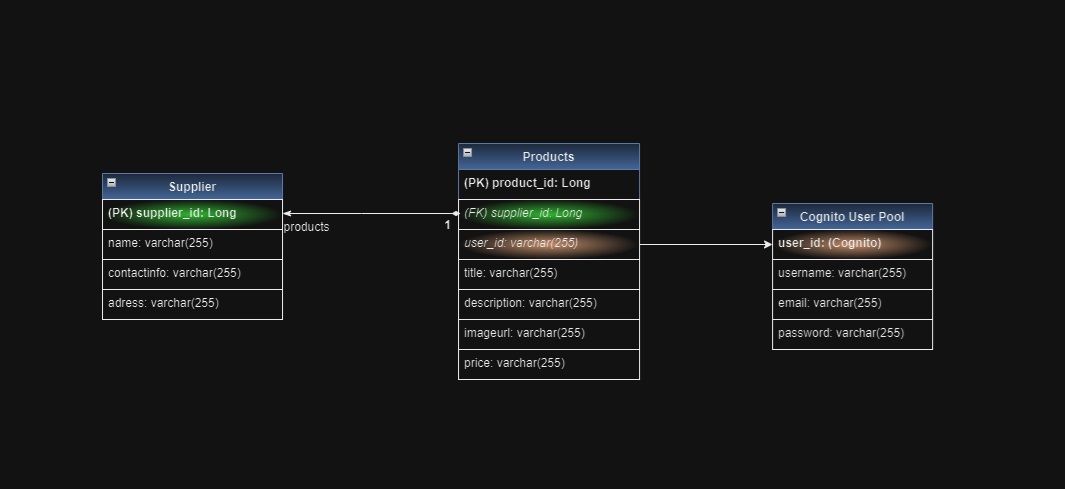 Supplier
(PK) supplier_id: Long
name: varchar(255)
contactinfo: varchar(255)
adress: varchar(255)
products
1
Products
(PK) product_id: Long
(FK) supplier_id: Long
user_id: varchar(255)
title: varchar(255)
description: varchar(255)
imageurl: varchar(255)
price: varchar(255)
Cognito User Pool
user_id: (Cognito)
username: varchar(255)
email: varchar(255)
password: varchar(255)